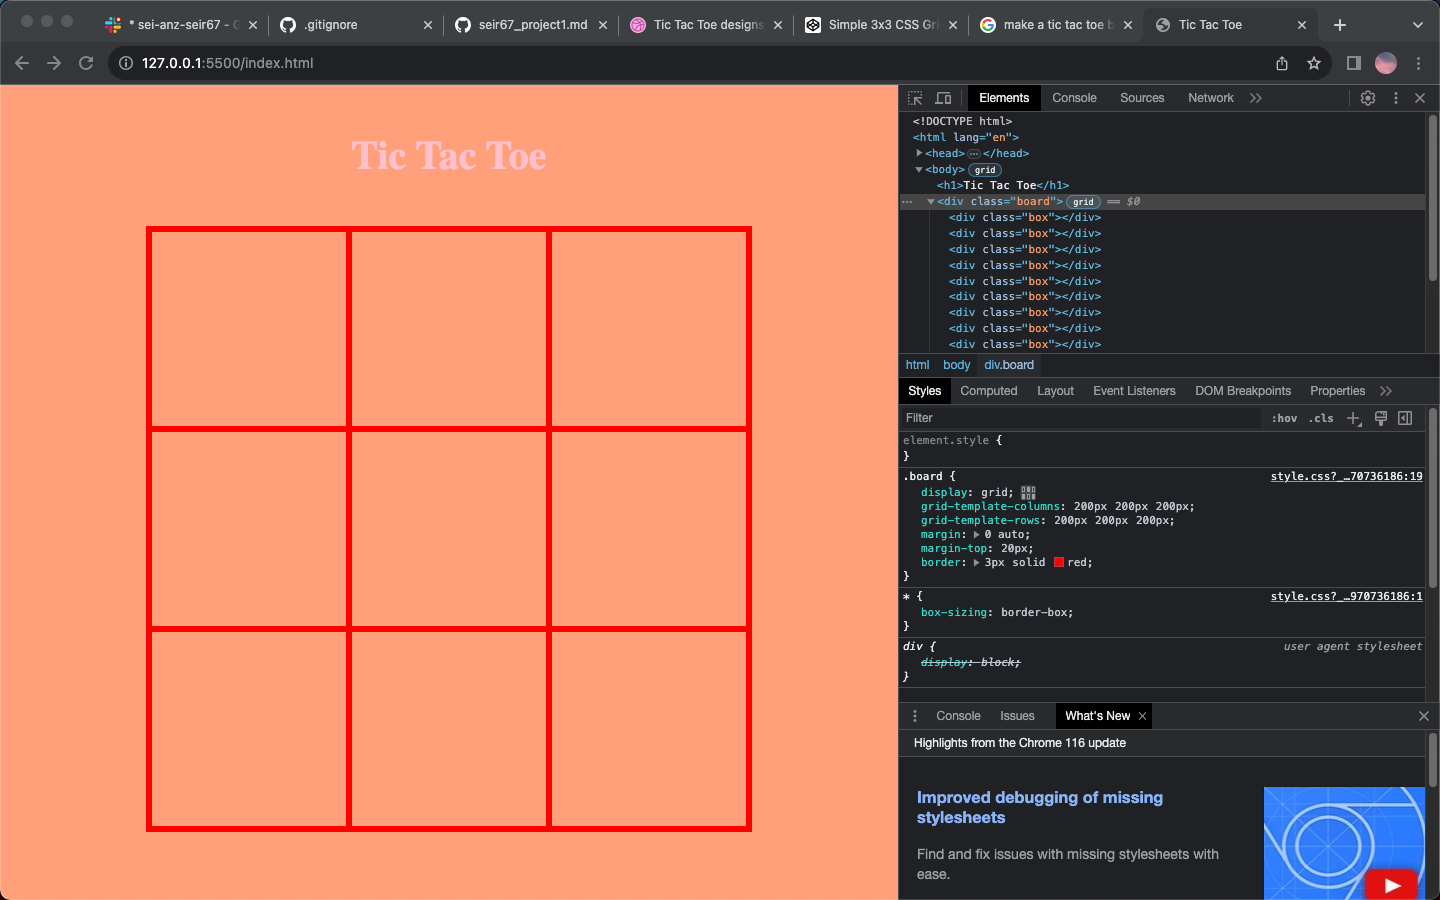 * sei-anz-seir67 - G
.gitignore
seir67_project1.md
Tic Tac Toe designs
Simple 3x3 CSS Gri
make a tic tac toe b
Tic Tac Toe
127.0.0.1:5500/index.html
Tic Tac Toe
Elements
Console
Sources
Network
<!DOCTYPE html>
<html lang="en">
<head> … </head>
<body> grid
<h1>Tic Tac Toe</h1>
<div class="board"> grid == $0
<div class="box"></div>
<div class="box"></div>
<div class="box"></div>
<div class="box"></div>
<div class="box"></div>
<div class="box"></div>
<div class="box"></div>
<div class="box"></div>
<div class="box"></div>
html body div.board
Styles Computed Layout Event Listeners DOM Breakpoints Properties
Filter :hov .cls
element.style {
}
.board { style.css?_…70736186:19
display: grid;
grid-template-columns: 200px 200px 200px;
grid-template-rows: 200px 200px 200px;
margin: 0 auto;
margin-top: 20px;
border: 3px solid red;
}
* { style.css?_…970736186:1
box-sizing: border-box;
}
div { user agent stylesheet
display: block;
}
Console Issues What's New
Highlights from the Chrome 116 update
Improved debugging of missing
stylesheets
Find and fix issues with missing stylesheets with
ease.